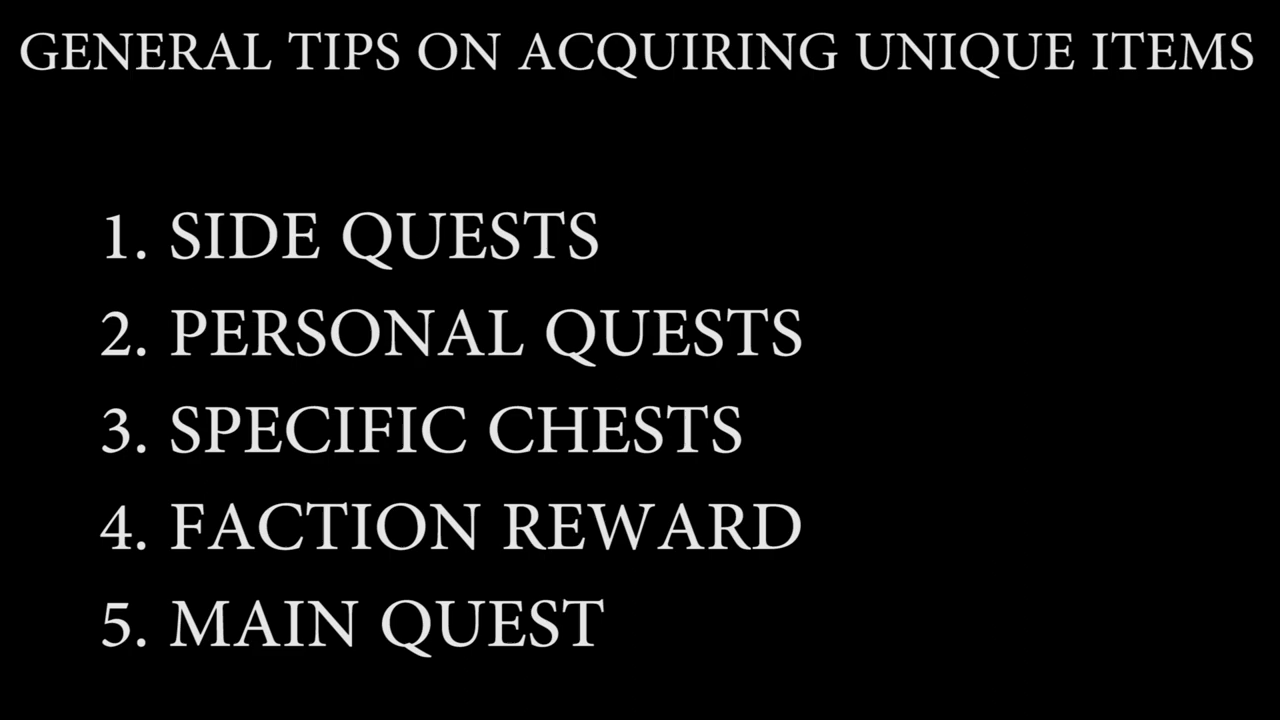 GENERAL TIPS ON ACQUIRING UNIQUE ITEMS
1. SIDE QUESTS
2. PERSONAL QUESTS
3. SPECIFIC CHESTS
4. FACTION REWARD
5. MAIN QUEST